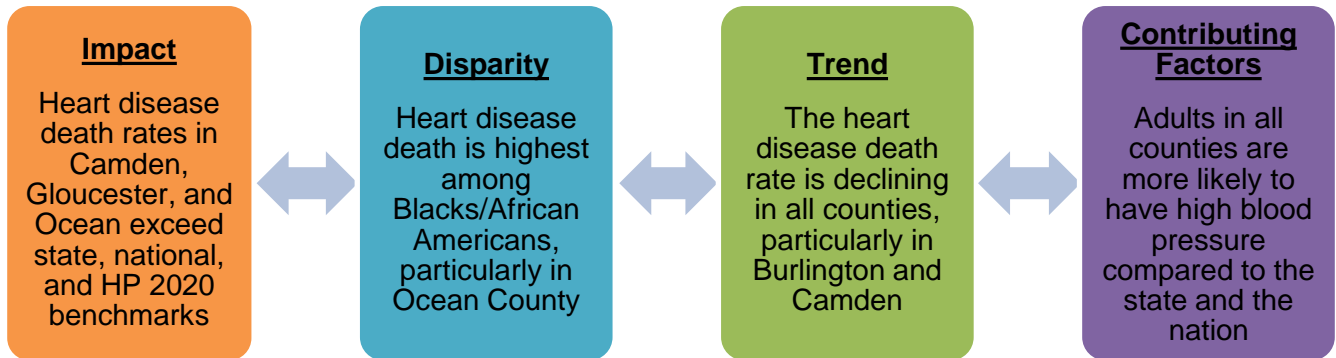 Impact
Heart disease
death rates in
Camden,
Gloucester, and
Ocean exceed
state, national,
and HP 2020
benchmarks
Disparity
Heart disease
death is highest
among
Blacks/African
Americans,
particularly in
Ocean County
Trend
The heart
disease death
rate is declining
in all counties,
particularly in
Burlington and
Camden
Contributing
Factors
Adults in all
counties are
more likely to
have high blood
pressure
compared to the
state and the
nation